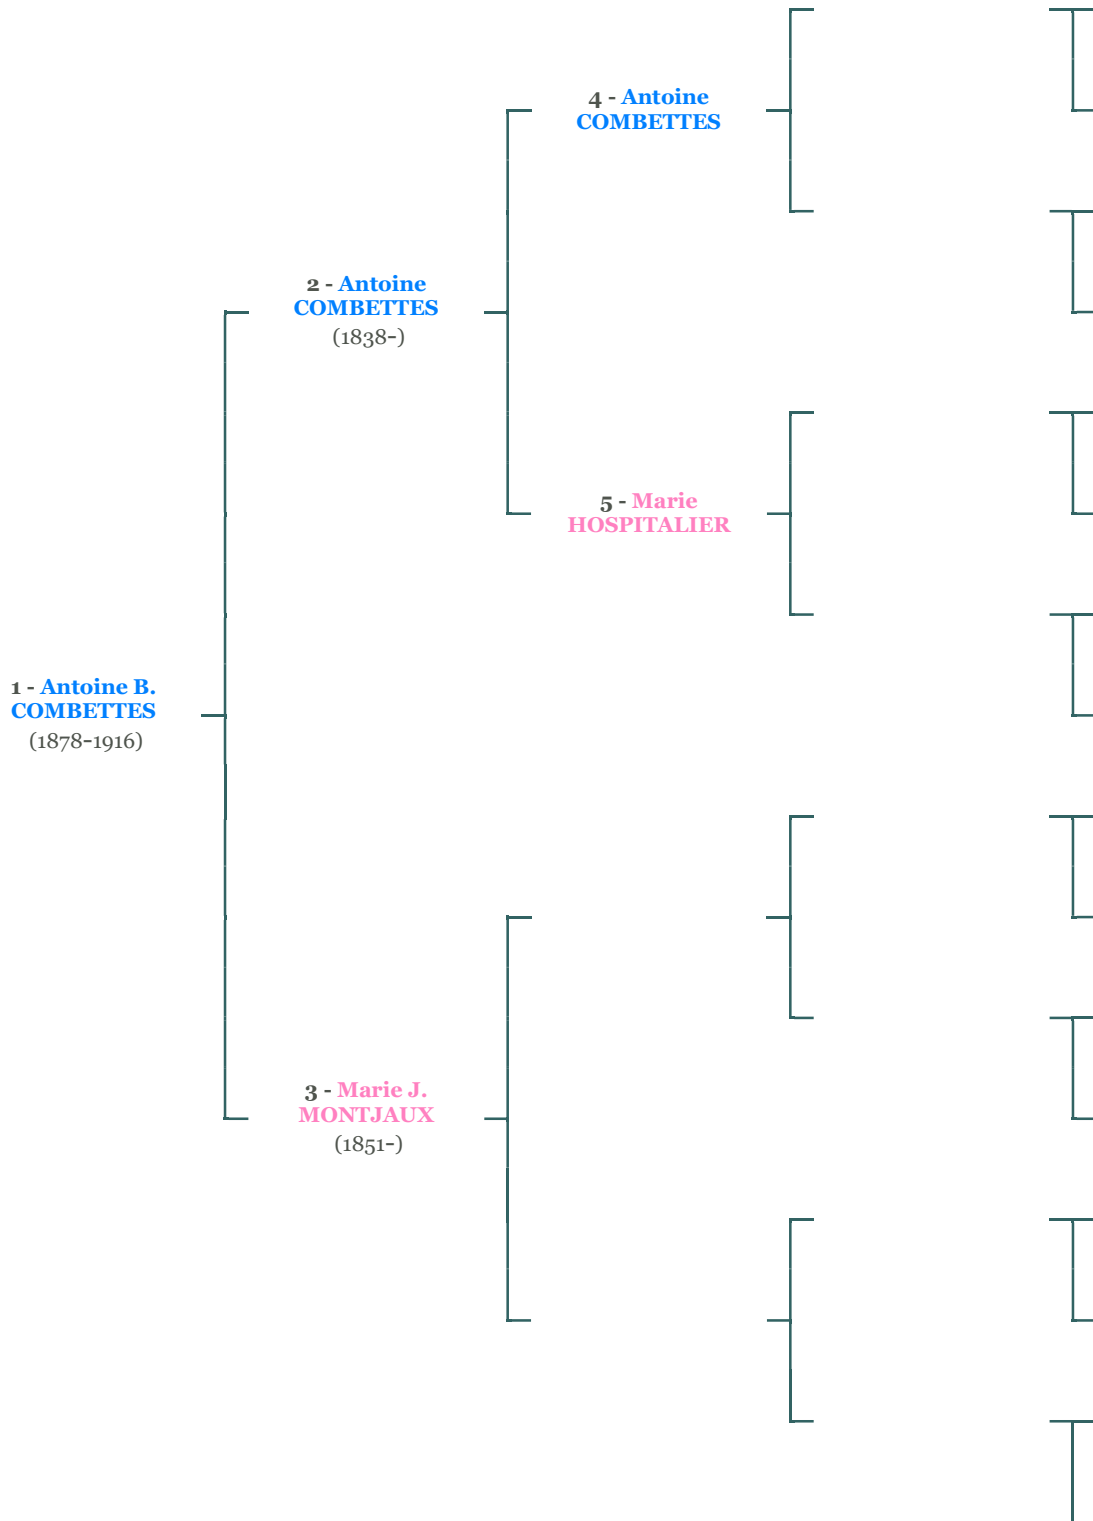 4 - Antoine
COMBETTES
2 - Antoine
COMBETTES
(1838-)
5 - Marie
HOSPITALIER
1 - Antoine B.
COMBETTES
(1878-1916)
3 - Marie J.
MONTJAUX
(1851-)